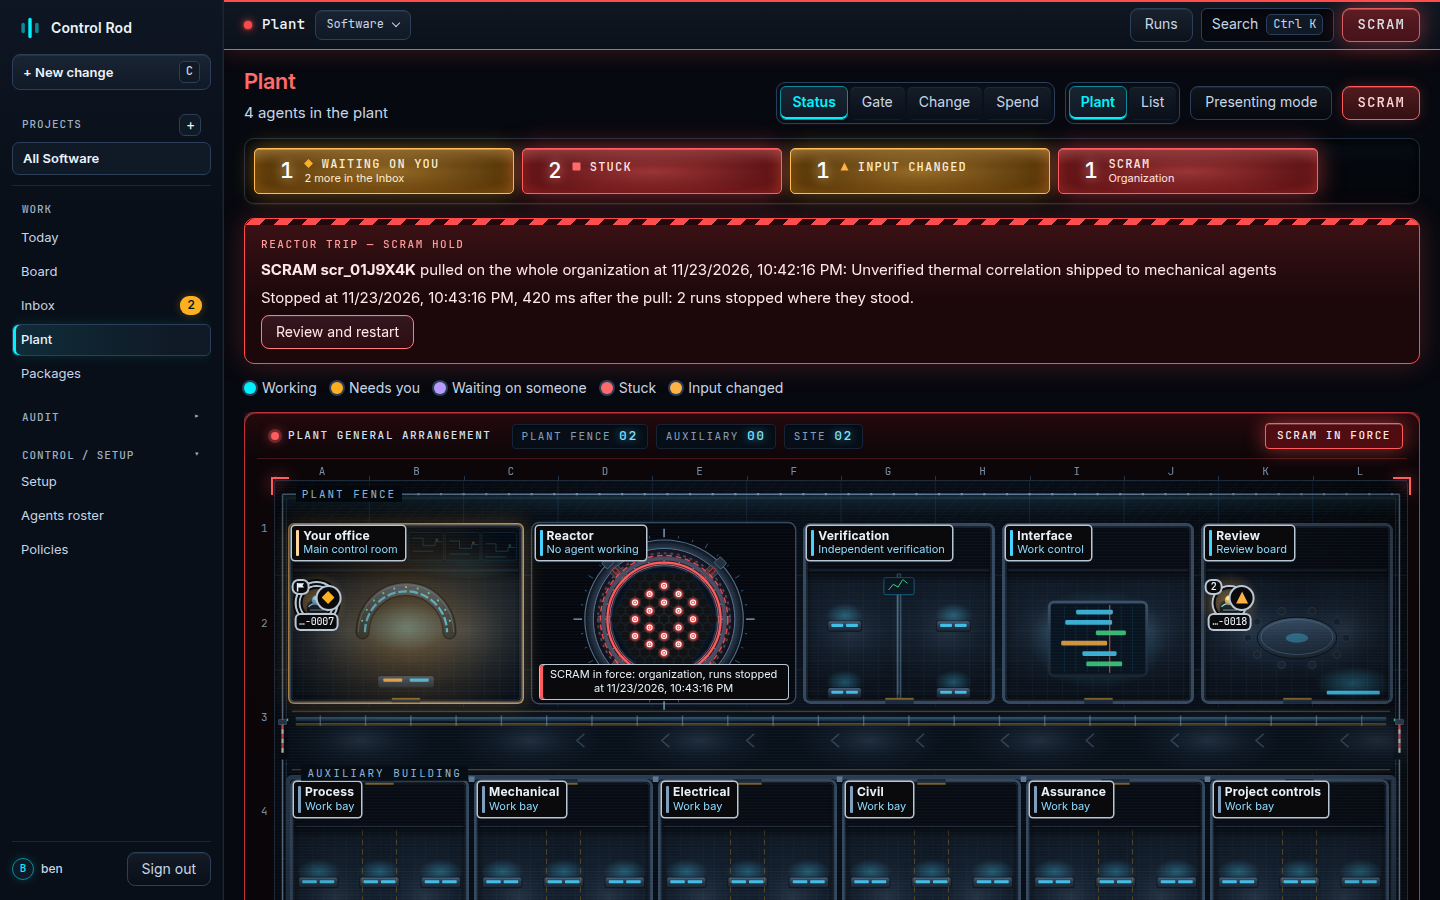 Control Rod
+ New change
C
PROJECTS
+
All Software
WORK
Today
Board
Inbox
2
Plant
Packages
AUDIT
CONTROL / SETUP
Setup
Agents roster
Policies
B
ben
Sign out
Plant
Software
Runs
Search
Ctrl K
SCRAM
Plant
4 agents in the plant
Status
Gate
Change
Spend
Plant
List
Presenting mode
SCRAM
1
WAITING ON YOU
2 more in the Inbox
2
STUCK
1
INPUT CHANGED
1
SCRAM
Organization
REACTOR TRIP — SCRAM HOLD
SCRAM scr_01J9X4K pulled on the whole organization at 11/23/2026, 10:42:16 PM: Unverified thermal correlation shipped to mechanical agents
Stopped at 11/23/2026, 10:43:16 PM, 420 ms after the pull: 2 runs stopped where they stood.
Review and restart
Working
Needs you
Waiting on someone
Stuck
Input changed
PLANT GENERAL ARRANGEMENT
PLANT FENCE 02
AUXILIARY 00
SITE 02
SCRAM IN FORCE
A B C D E F G H I J K L
PLANT FENCE
1
Your office
Main control room
Reactor
No agent working
Verification
Independent verification
Interface
Work control
Review
Review board
2
…-0007
2
…-0018
SCRAM in force: organization, runs stopped
at 11/23/2026, 10:43:16 PM
3
AUXILIARY BUILDING
4
Process
Work bay
Mechanical
Work bay
Electrical
Work bay
Civil
Work bay
Assurance
Work bay
Project controls
Work bay